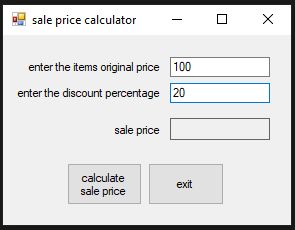 sale price calculator
enter the items original price 100
enter the discount percentage 20
sale price
calculate
sale price
exit